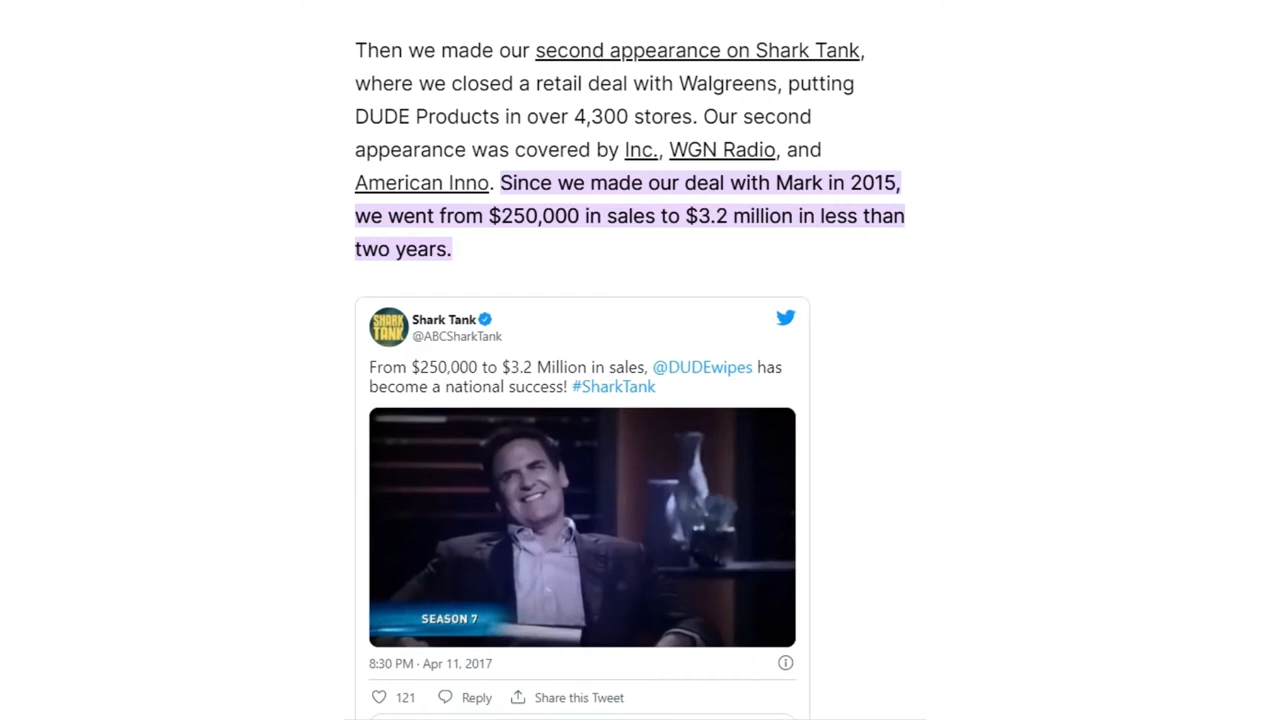 Then we made our second appearance on Shark Tank,
where we closed a retail deal with Walgreens, putting
DUDE Products in over 4,300 stores. Our second
appearance was covered by Inc., WGN Radio, and
American Inno. Since we made our deal with Mark in 2015,
we went from $250,000 in sales to $3.2 million in less than
two years.
SHARK
TANK
Shark Tank
@ABCSharkTank
From $250,000 to $3.2 Million in sales, @DUDEwipes has
become a national success! #SharkTank
SEASON 7
8:30 PM · Apr 11, 2017
121 Reply Share this Tweet